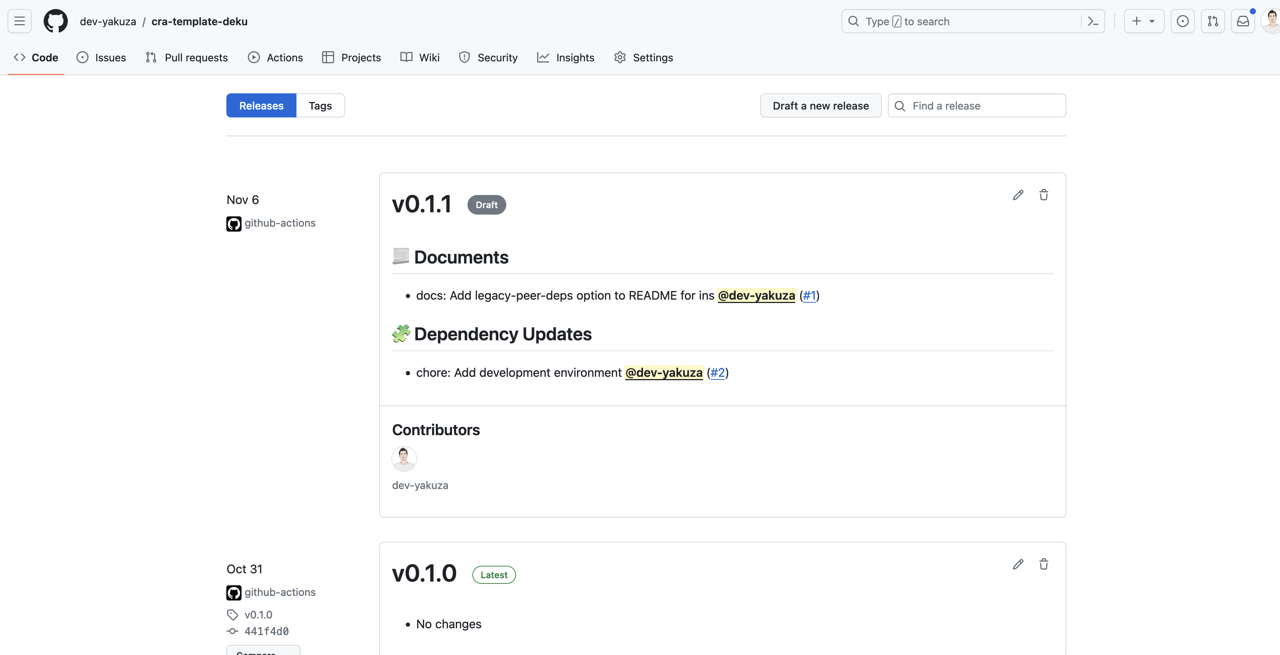 dev-yakuza / cra-template-deku
Type / to search
Code Issues Pull requests Actions Projects Wiki Security Insights Settings
Releases Tags Draft a new release Find a release
Nov 6
github-actions
v0.1.1 Draft
Documents
docs: Add legacy-peer-deps option to README for ins @dev-yakuza (#1)
Dependency Updates
chore: Add development environment @dev-yakuza (#2)
Contributors
dev-yakuza
Oct 31
github-actions
v0.1.0
441f4d0
Compare
v0.1.0 Latest
No changes